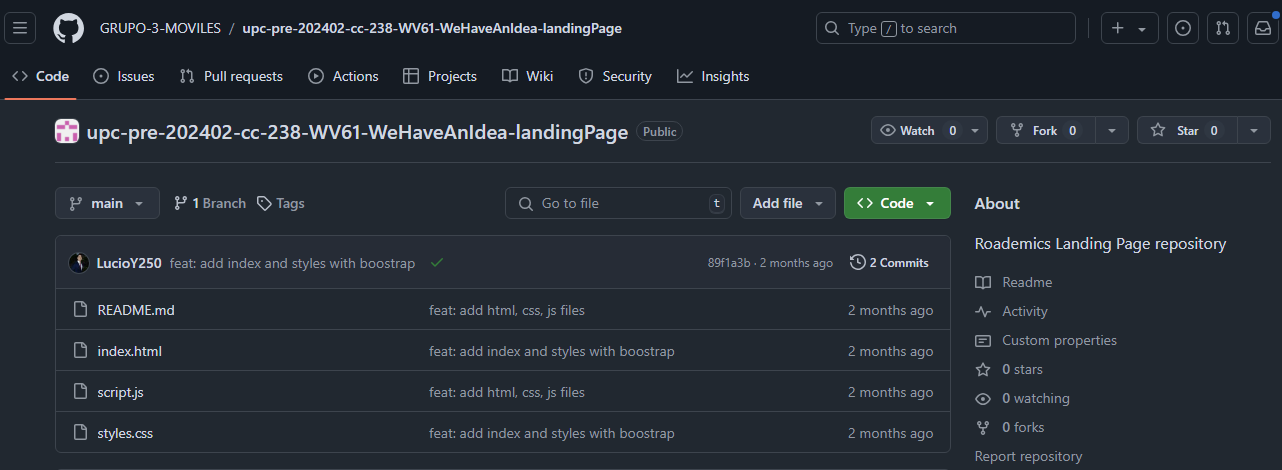 GRUPO-3-MOVILES / upc-pre-202402-cc-238-WV61-WeHaveAnIdea-landingPage Type / to search
Code Issues Pull requests Actions Projects Wiki Security Insights
upc-pre-202402-cc-238-WV61-WeHaveAnIdea-landingPage Public Watch 0 Fork 0 Star 0
main 1 Branch Tags Go to file t Add file Code
LucioY250 feat: add index and styles with boostrap 89f1a3b · 2 months ago 2 Commits
README.md feat: add html, css, js files 2 months ago
index.html feat: add index and styles with boostrap 2 months ago
script.js feat: add html, css, js files 2 months ago
styles.css feat: add index and styles with boostrap 2 months ago
About
Roademics Landing Page repository
Readme
Activity
Custom properties
0 stars
0 watching
0 forks
Report repository